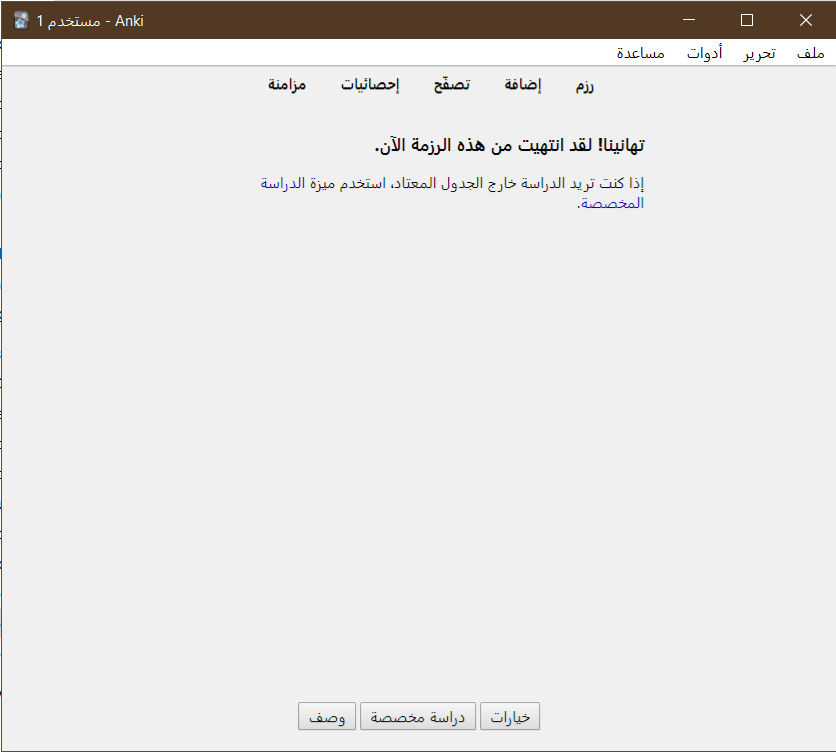 مستخدم 1 - Anki
ملف تحرير أدوات مساعدة
رزم إضافة تصفّح إحصائيات مزامنة
تهانينا! لقد انتهيت من هذه الرزمة الآن.
إذا كنت تريد الدراسة خارج الجدول المعتاد، استخدم ميزة الدراسة
المخصصة.
خيارات دراسة مخصصة وصف